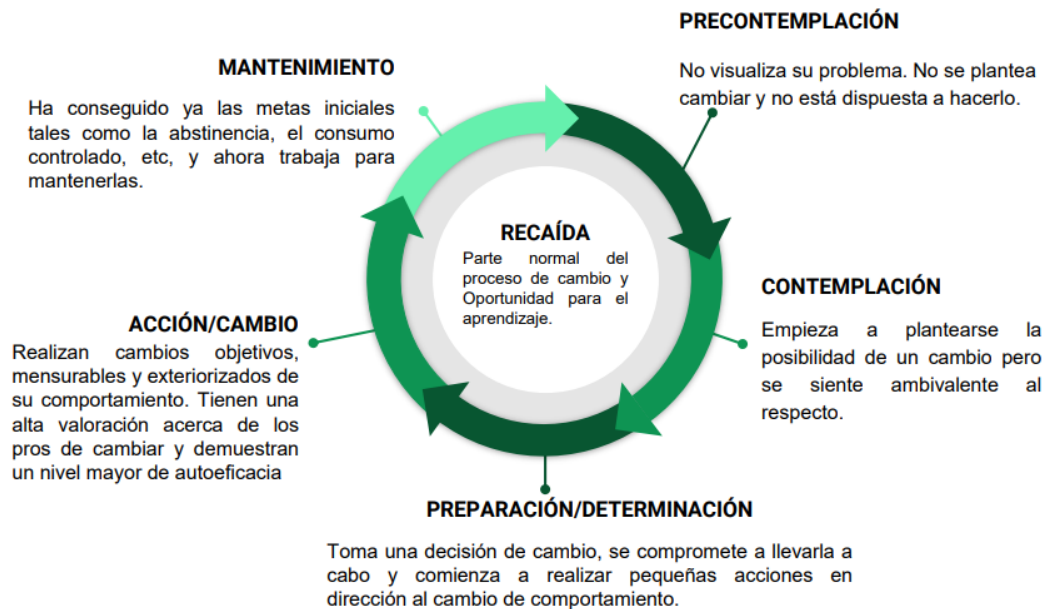 PRECONTEMPLACIÓN
No visualiza su problema. No se plantea
cambiar y no está dispuesta a hacerlo.
CONTEMPLACIÓN
Empieza a plantearse la
posibilidad de un cambio pero
se siente ambivalente al
respecto.
PREPARACIÓN/DETERMINACIÓN
Toma una decisión de cambio, se compromete a llevarla a
cabo y comienza a realizar pequeñas acciones en
dirección al cambio de comportamiento.
ACCIÓN/CAMBIO
Realizan cambios objetivos,
mensurables y exteriorizados de
su comportamiento. Tienen una
alta valoración acerca de los
pros de cambiar y demuestran
un nivel mayor de autoeficacia
MANTENIMIENTO
Ha conseguido ya las metas iniciales
tales como la abstinencia, el consumo
controlado, etc, y ahora trabaja para
mantenerlas.
RECAÍDA
Parte normal del
proceso de cambio y
Oportunidad para el
aprendizaje.